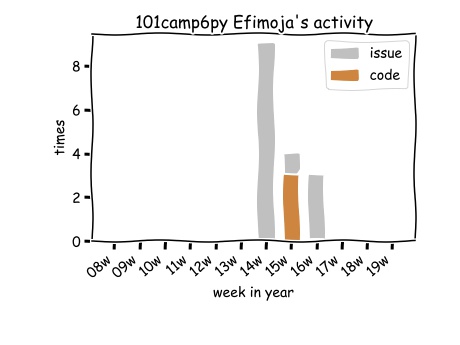 101camp6py Efimoja's activity
issue
code
times
8
6
4
2
0
08w 09w 10w 11w 12w 13w 14w 15w 16w 17w 18w 19w
week in year